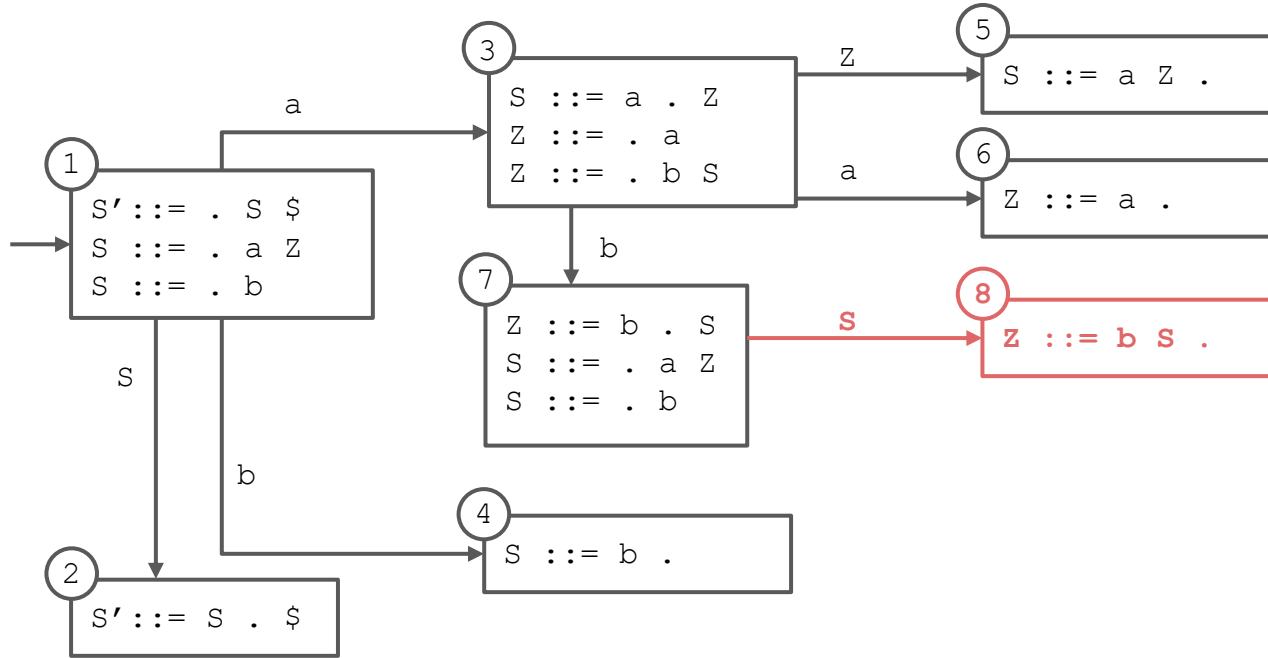 3
S ::= a . Z
Z ::= . a
Z ::= . b S
Z
5
S ::= a Z .
a
6
Z ::= a .
a
1
S′::= . S $
S ::= . a Z
S ::= . b
b
7
Z ::= b . S
S ::= . a Z
S ::= . b
S
8
Z ::= b S .
S
b
4
S ::= b .
2
S′::= S . $